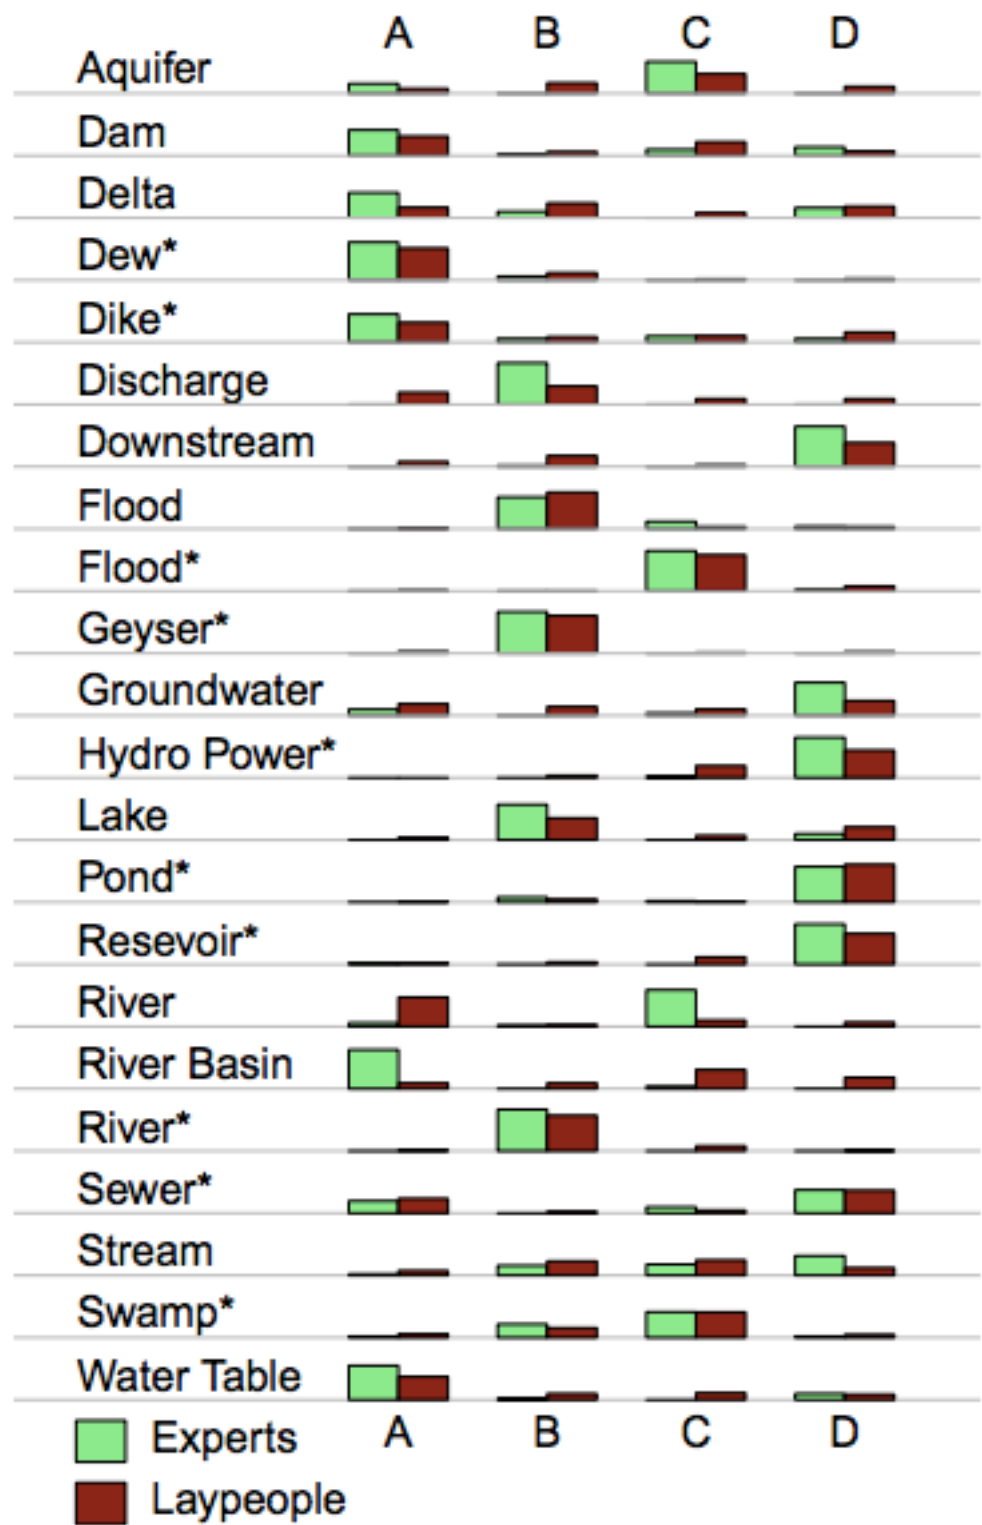 A B C D
Aquifer
Dam
Delta
Dew*
Dike*
Discharge
Downstream
Flood
Flood*
Geyser*
Groundwater
Hydro Power*
Lake
Pond*
Resevoir*
River
River Basin
River*
Sewer*
Stream
Swamp*
Water Table
A B C D
Experts
Laypeople